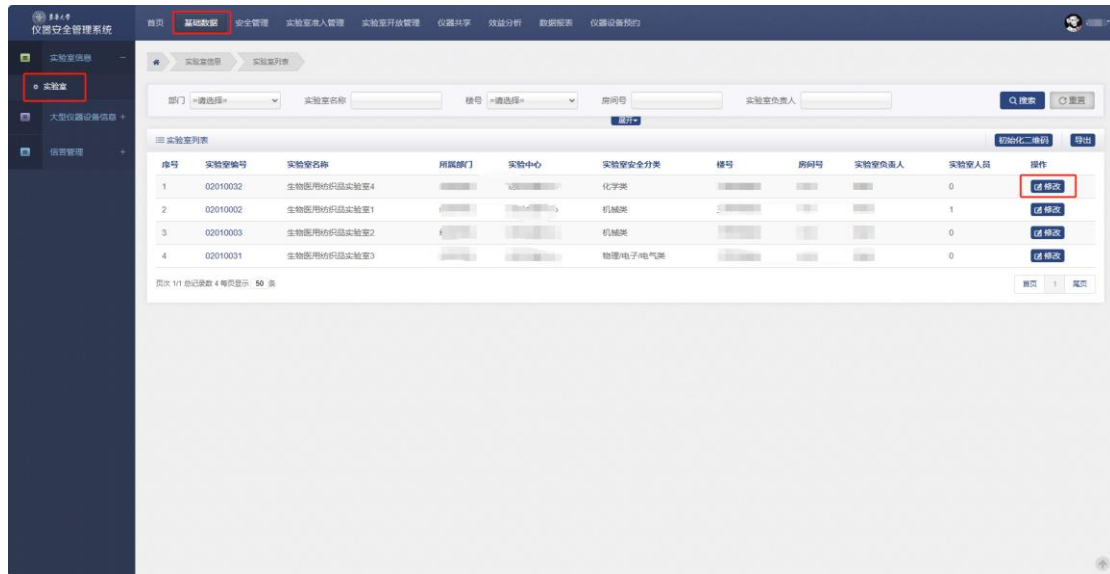 仪器安全管理系统
首页 基础数据 安全管理 实验室准入管理 实验室开放管理 仪器共享 效益分析 数据报表 仪器设备预约
实验室信息 −
实验室
大型仪器设备信息 +
信营管理 +
实验室信息 实验室列表
部门 =请选择= 实验室名称 楼号 =请选择= 房间号 实验室负责人 搜索 重置
展开
实验室列表 初始化二维码 导出
序号 实验室编号 实验室名称 所属部门 实验中心 实验室安全分类 楼号 房间号 实验室负责人 实验室人员 操作
1 02010032 生物医用纺织品实验室4 化学类 0 修改
2 02010002 生物医用纺织品实验室1 机械类 1 修改
3 02010003 生物医用纺织品实验室2 机械类 0 修改
4 02010031 生物医用纺织品实验室3 物理/电子/电气类 0 修改
页次 1/1 总记录数 4 每页显示 50 条 首页 1 尾页